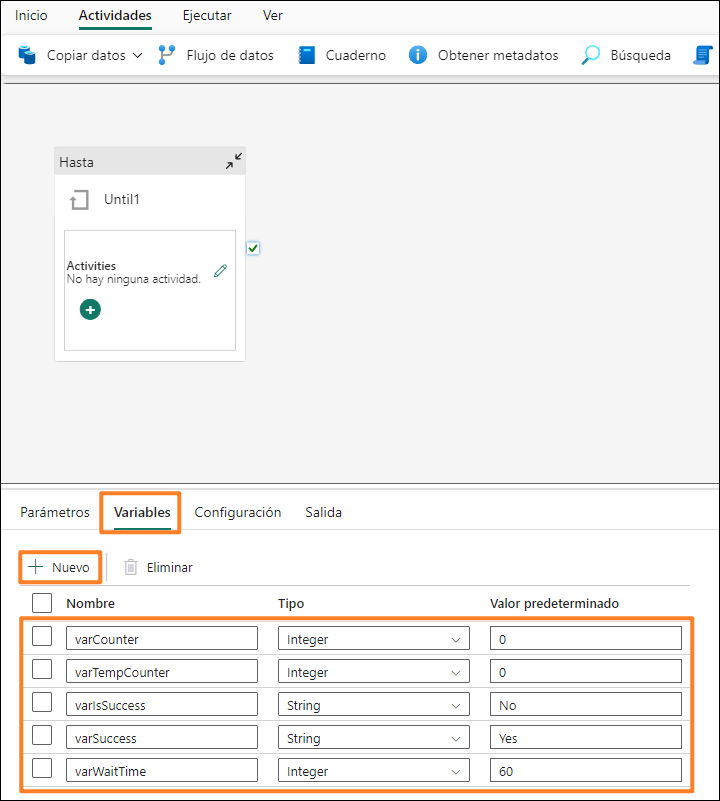 Inicio Actividades Ejecutar Ver
Copiar datos Flujo de datos Cuaderno Obtener metadatos Búsqueda
Hasta
Until1
Activities
No hay ninguna actividad.
Parámetros Variables Configuración Salida
Nuevo Eliminar
Nombre Tipo Valor predeterminado
varCounter Integer 0
varTempCounter Integer 0
varIsSuccess String No
varSuccess String Yes
varWaitTime Integer 60